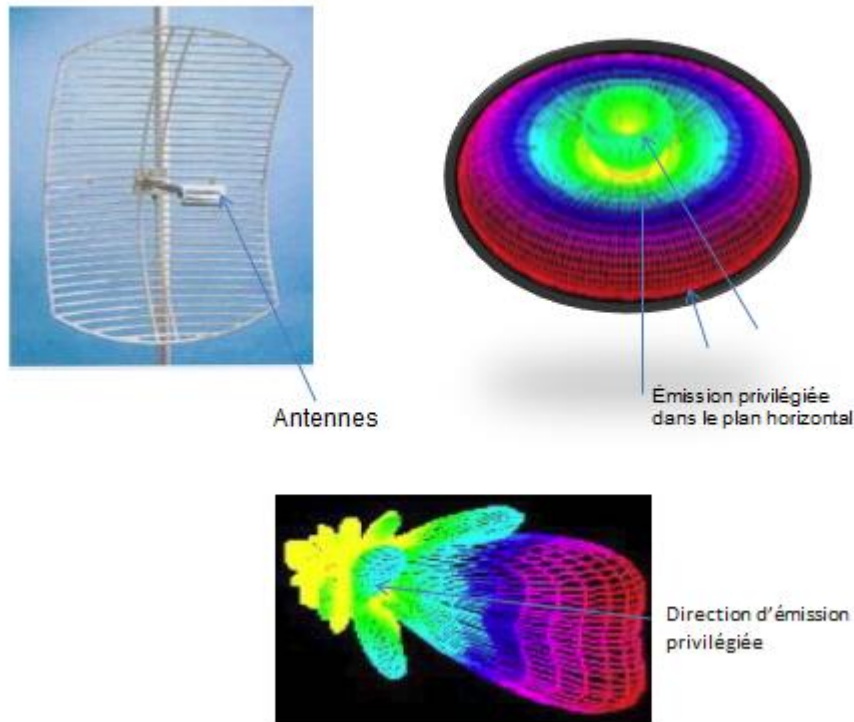 Antennes
Émission privilégiée
dans le plan horizontal
Direction d'émission
privilégiée